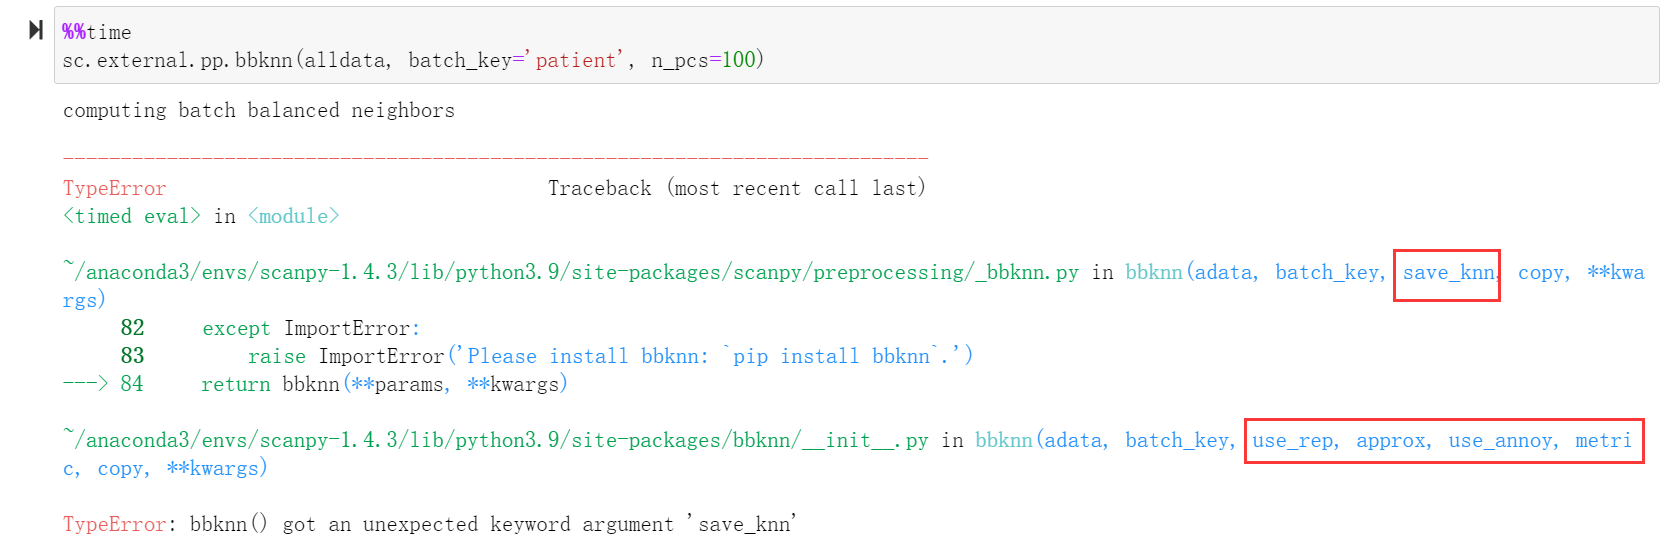 %%time
sc.external.pp.bbknn(alldata, batch_key='patient', n_pcs=100)
computing batch balanced neighbors
---------------------------------------------------------------------------
TypeError                                 Traceback (most recent call last)
<timed eval> in <module>
~/anaconda3/envs/scanpy-1.4.3/lib/python3.9/site-packages/scanpy/preprocessing/_bbknn.py in bbknn(adata, batch_key, save_knn, copy, **kwa
rgs)
     82     except ImportError:
     83         raise ImportError('Please install bbknn: `pip install bbknn`.')
---> 84     return bbknn(**params, **kwargs)
~/anaconda3/envs/scanpy-1.4.3/lib/python3.9/site-packages/bbknn/__init__.py in bbknn(adata, batch_key, use_rep, approx, use_annoy, metri
c, copy, **kwargs)
TypeError: bbknn() got an unexpected keyword argument 'save_knn'